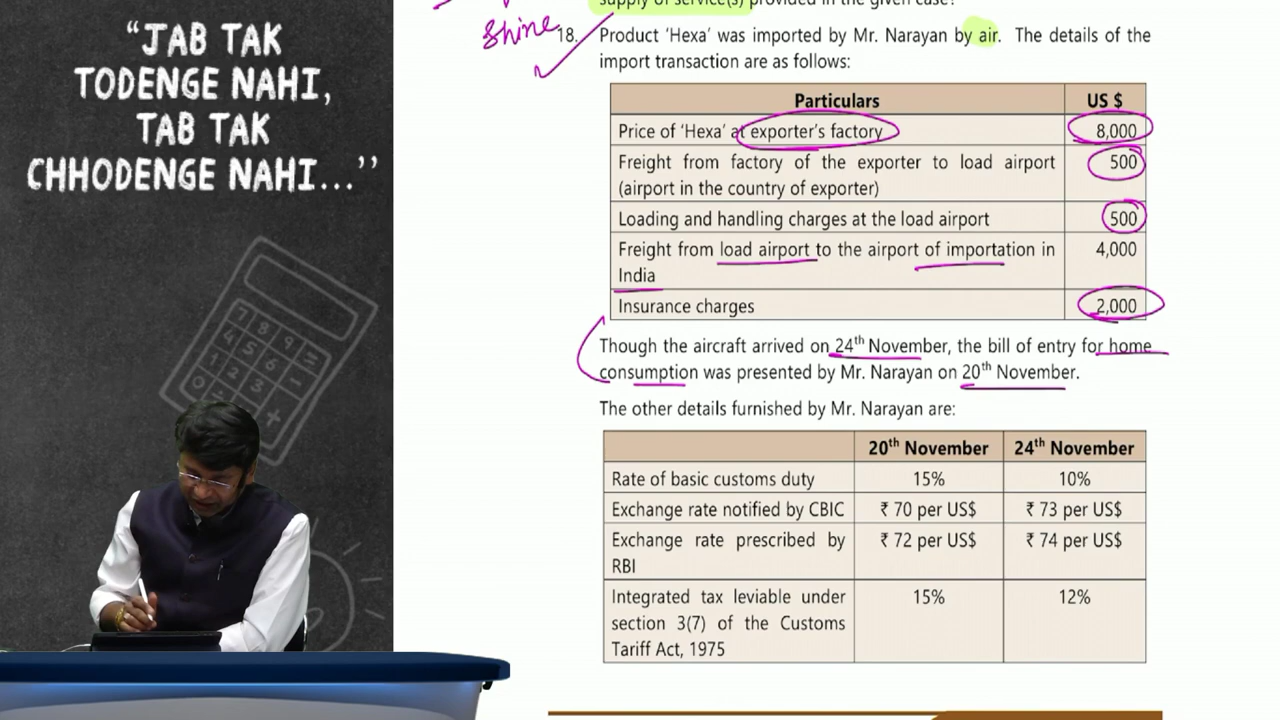 “JAB TAK
TODENGE NAHI,
TAB TAK
CHHODENGE NAHI...’’
supply of service(s) provided in the given case?
Shine
18. Product ‘Hexa’ was imported by Mr. Narayan by air. The details of the
import transaction are as follows:
Particulars US $
Price of ‘Hexa’ at exporter’s factory 8,000
Freight from factory of the exporter to load airport 500
(airport in the country of exporter)
Loading and handling charges at the load airport 500
Freight from load airport to the airport of importation in 4,000
India
Insurance charges 2,000
Though the aircraft arrived on 24th November, the bill of entry for home
consumption was presented by Mr. Narayan on 20th November.
The other details furnished by Mr. Narayan are:
20th November 24th November
Rate of basic customs duty 15% 10%
Exchange rate notified by CBIC ₹ 70 per US$ ₹ 73 per US$
Exchange rate prescribed by ₹ 72 per US$ ₹ 74 per US$
RBI
Integrated tax leviable under 15% 12%
section 3(7) of the Customs
Tariff Act, 1975